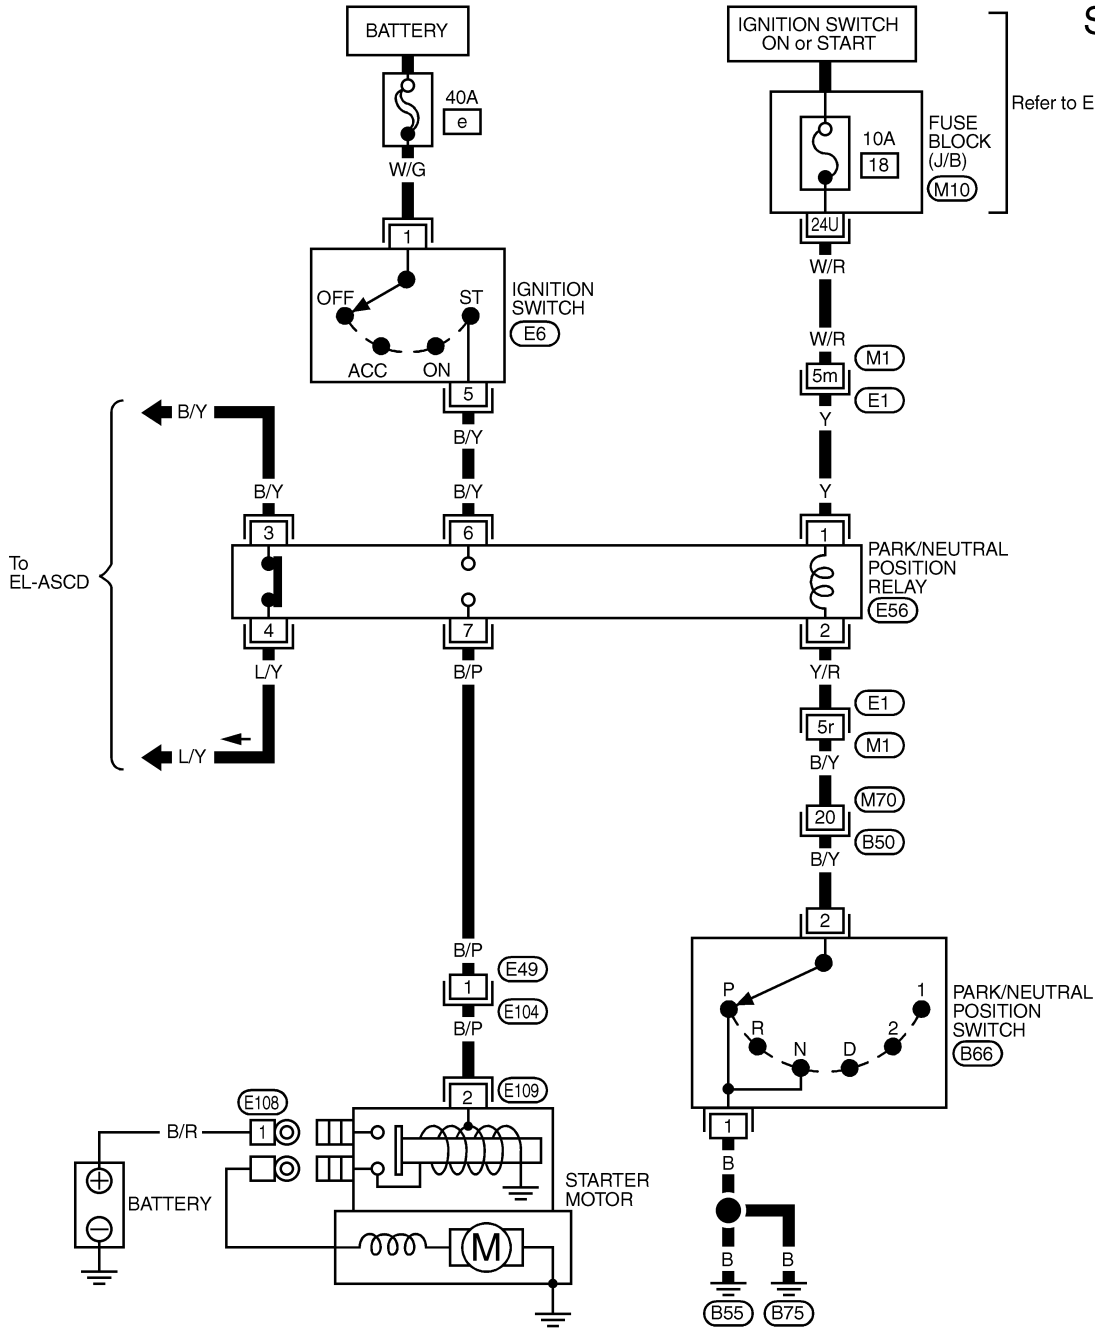 S
BATTERY
IGNITION SWITCH
ON or START
40A
e
Refer to E
FUSE
BLOCK
(J/B)
M10
10A
18
W/G
24U
1
W/R
OFF
ST
ACC
ON
IGNITION
SWITCH
E6
W/R
M1
5m
E1
5
Y
B/Y
B/Y
B/Y
B/Y
Y
3
6
1
To
EL-ASCD
PARK/NEUTRAL
POSITION
RELAY
E56
4
7
2
L/Y
B/P
Y/R
E1
5r
M1
L/Y
B/Y
M70
20
B50
B/Y
2
B/P
E49
1
E104
B/P
P
R
N
D
2
1
PARK/NEUTRAL
POSITION
SWITCH
B66
2
E109
E108
1
B/R
1
B
+
−
BATTERY
STARTER
MOTOR
M
B
B
B55
B75